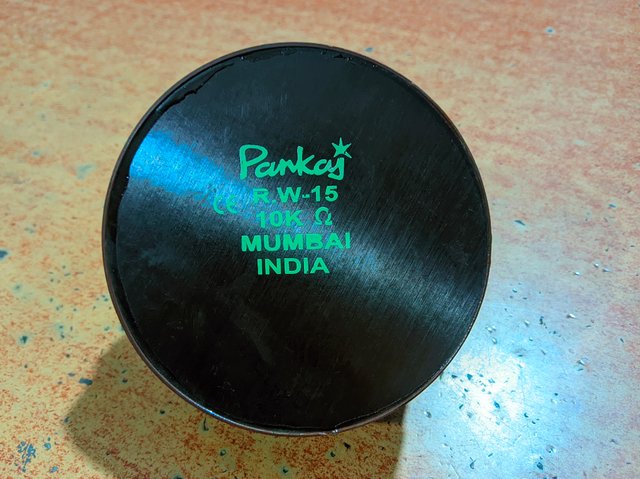 Pankaj
CE R.W-15
10K Ω
MUMBAI
INDIA